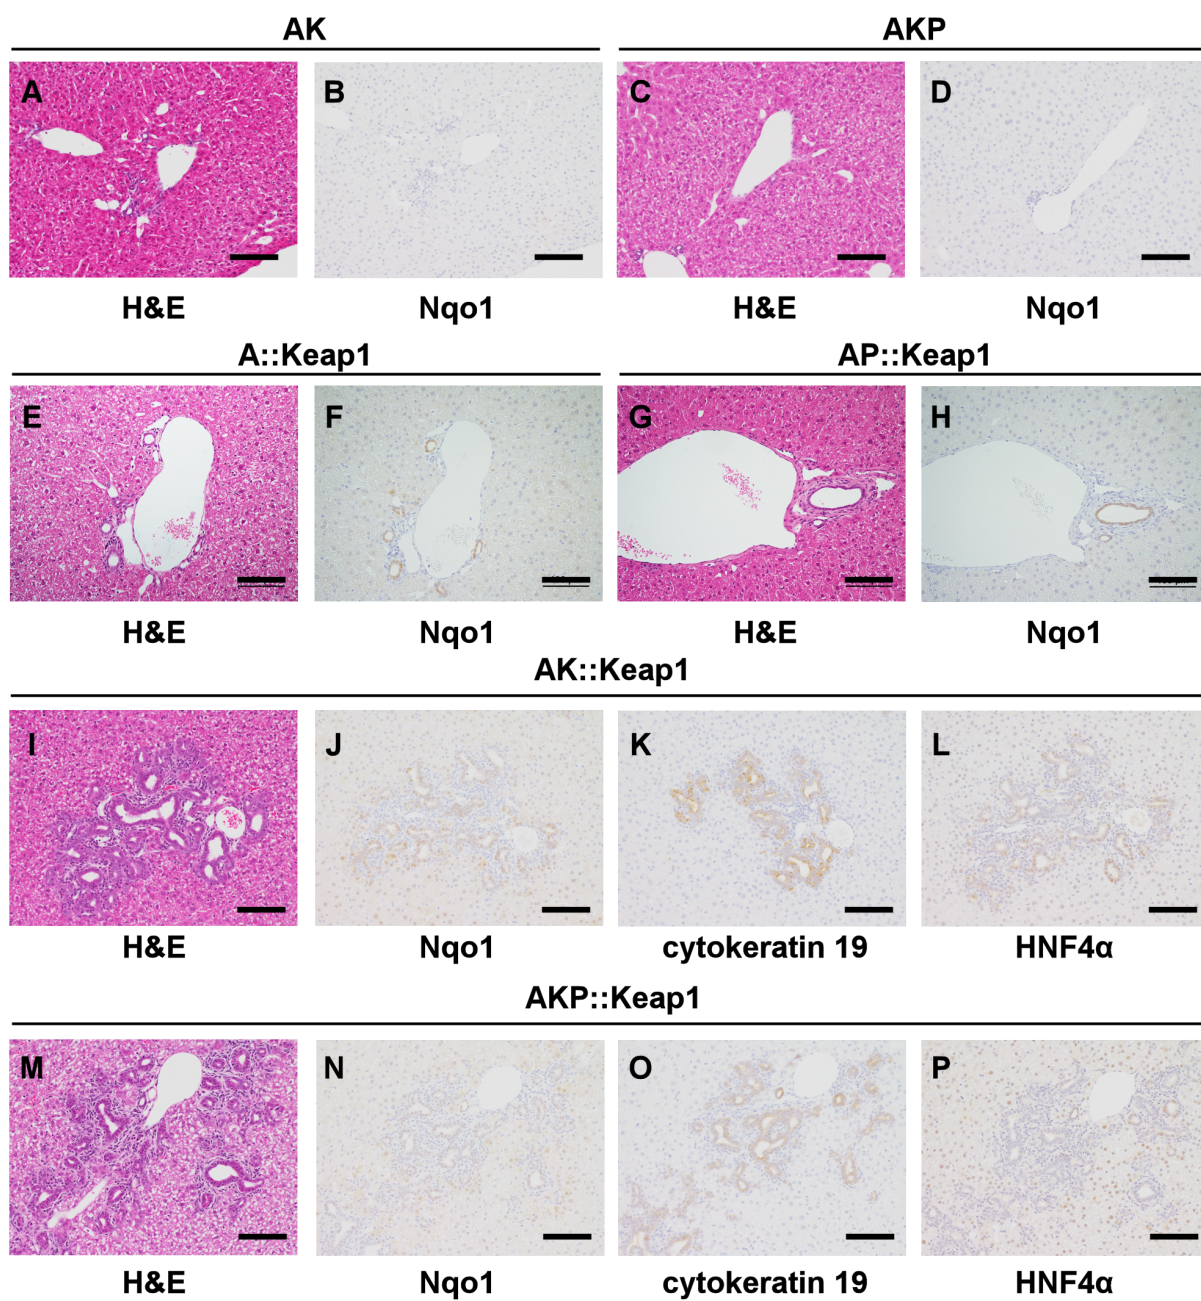 AK AKP
A B C D
H&E Nqo1 H&E Nqo1
A::Keap1 AP::Keap1
E F G H
H&E Nqo1 H&E Nqo1
AK::Keap1
I J K L
H&E Nqo1 cytokeratin 19 HNF4α
AKP::Keap1
M N O P
H&E Nqo1 cytokeratin 19 HNF4α